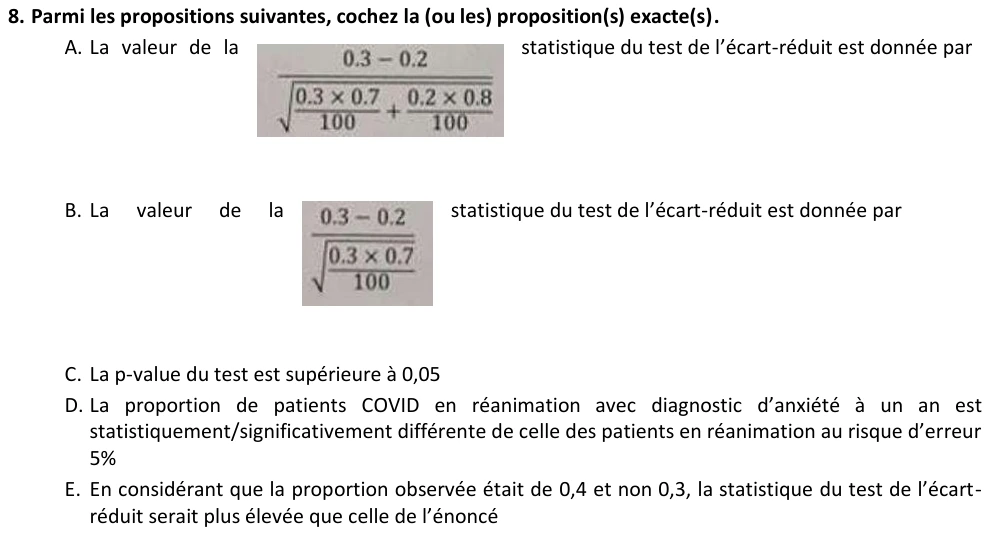 8. Parmi les propositions suivantes, cochez la (ou les) proposition(s) exacte(s).
A. La valeur de la
0.3 − 0.2
0.3 × 0.7
0.2 × 0.8
√
+
100
100
statistique du test de l'écart-réduit est donnée par
B. La valeur de la
0.3 − 0.2
0.3 × 0.7
√
100
statistique du test de l'écart-réduit est donnée par
C. La p-value du test est supérieure à 0,05
D. La proportion de patients COVID en réanimation avec diagnostic d'anxiété à un an est
statistiquement/significativement différente de celle des patients en réanimation au risque d'erreur
5%
E. En considérant que la proportion observée était de 0,4 et non 0,3, la statistique du test de l'écart-
réduit serait plus élevée que celle de l'énoncé